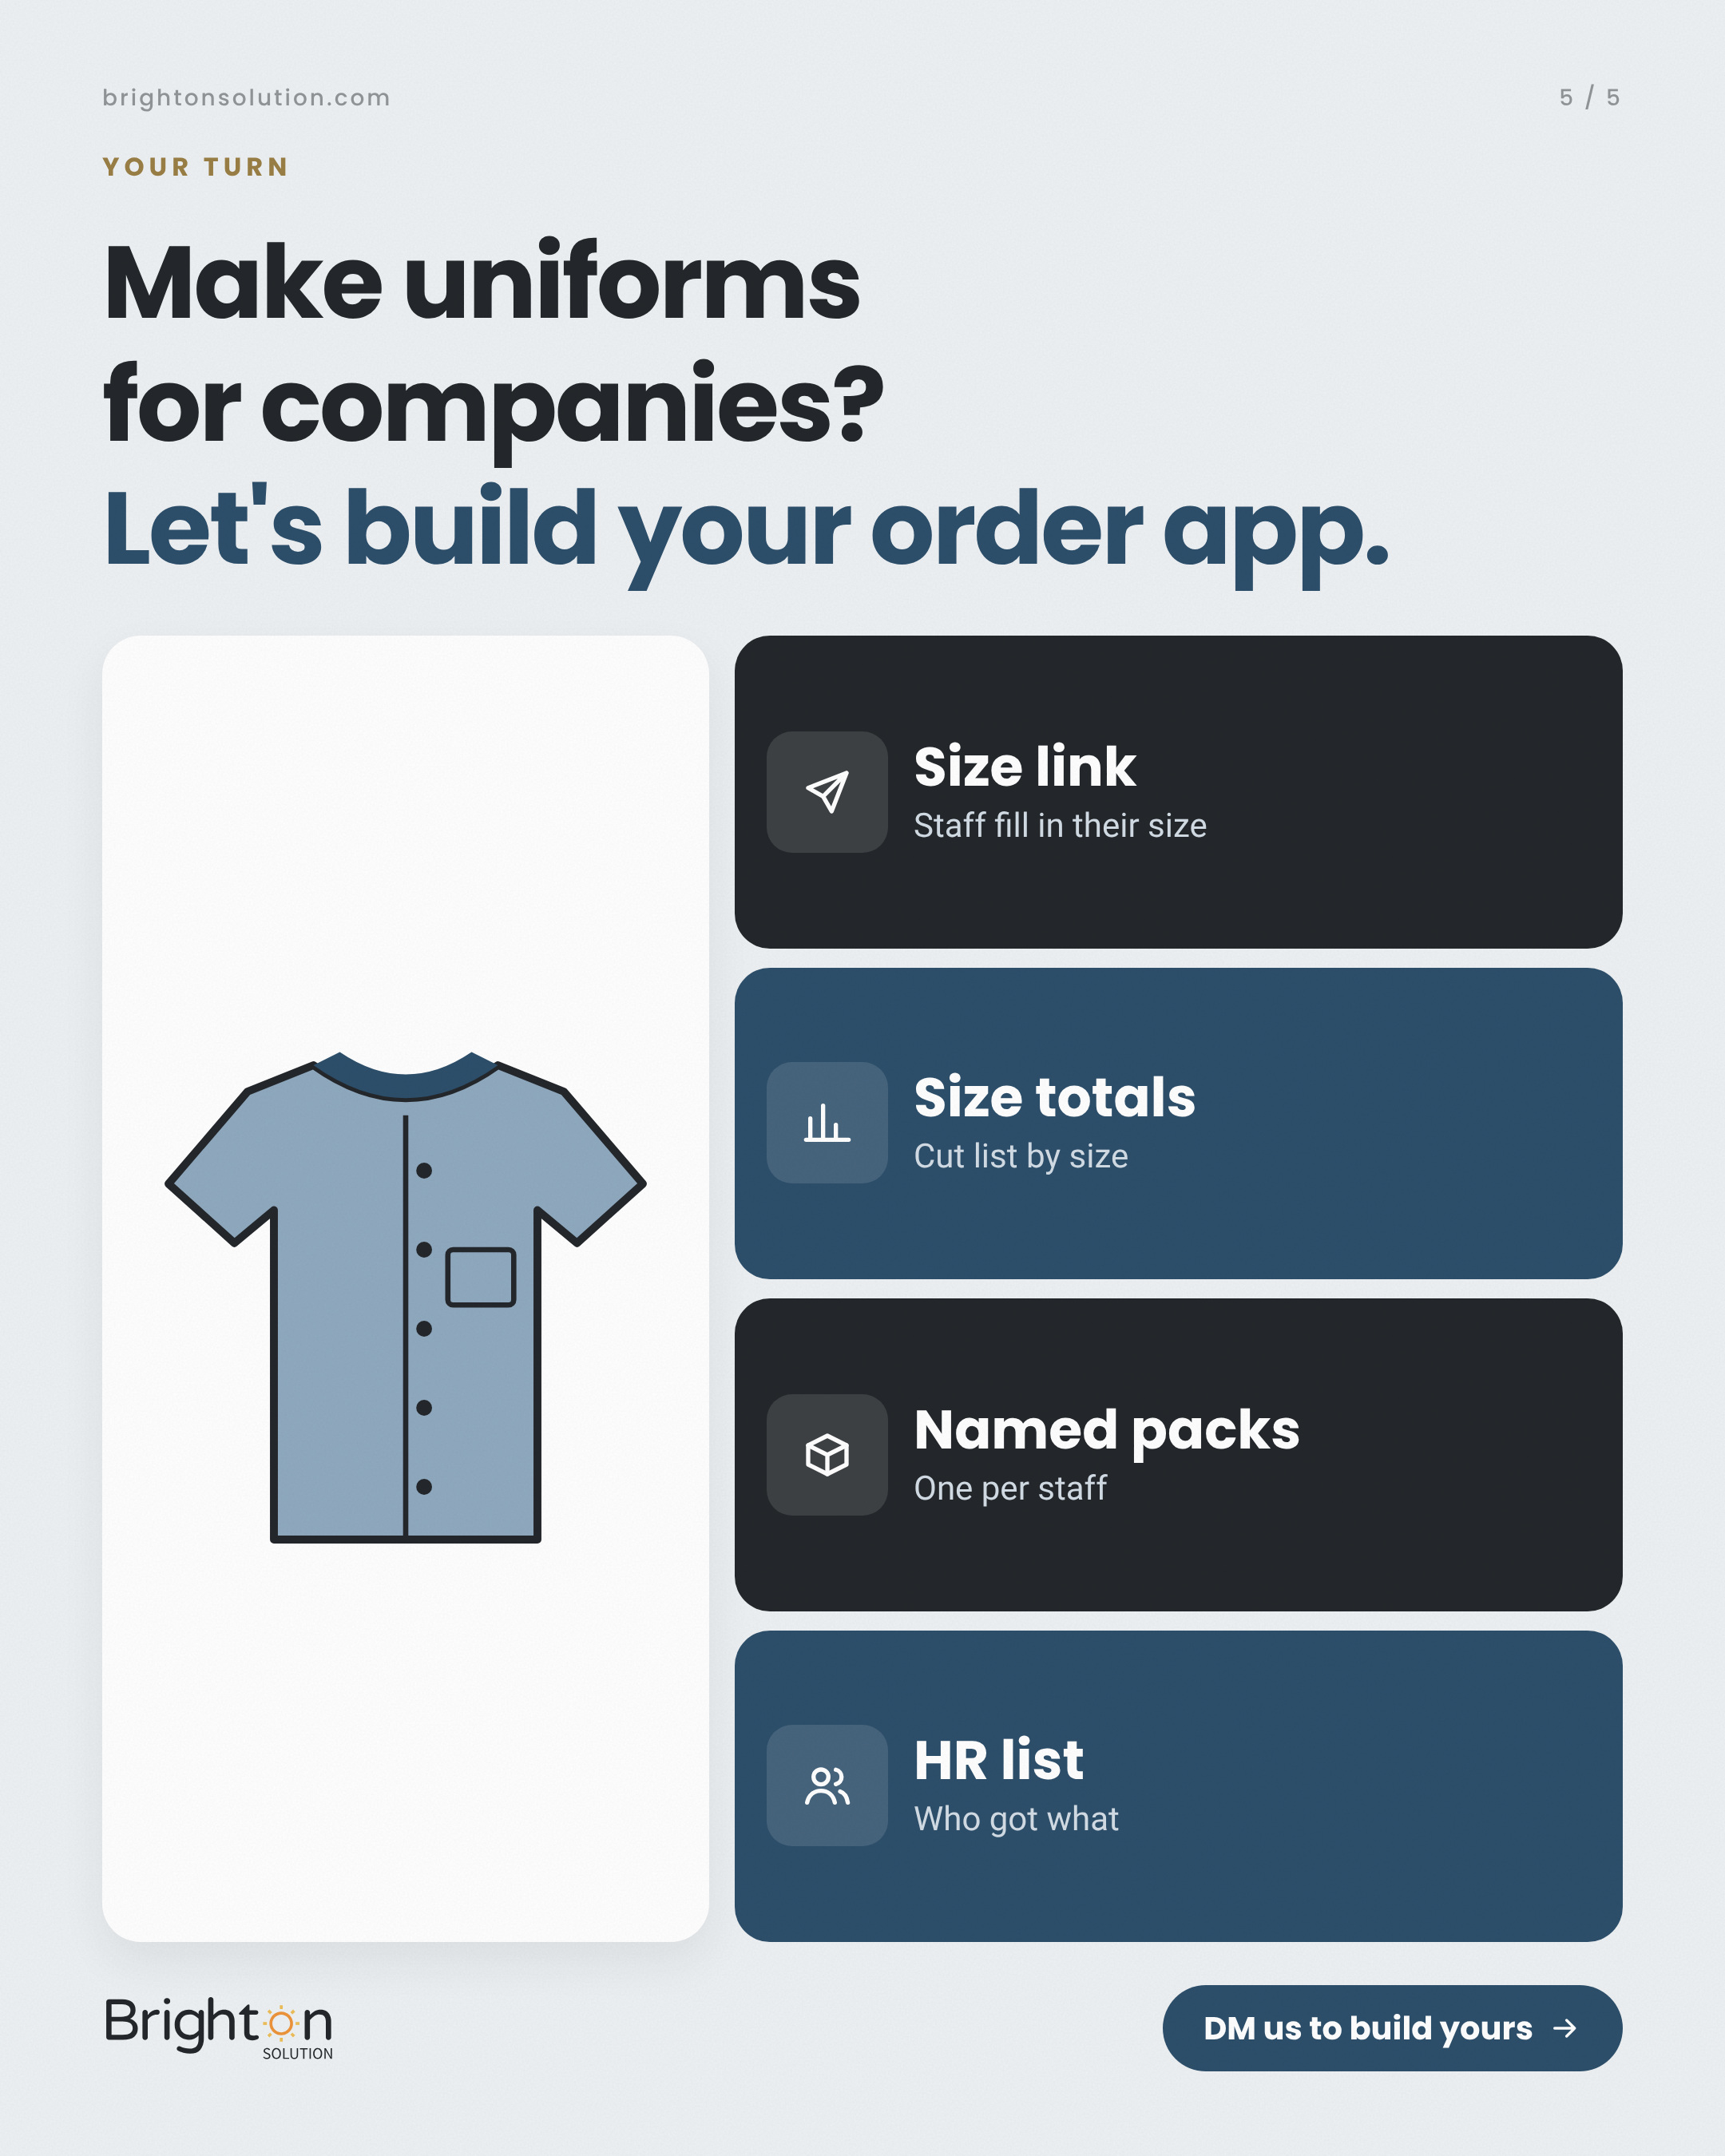 brightonsolution.com
5 / 5
YOUR TURN
Make uniforms
for companies?
Let's build your order app.
Size link
Staff fill in their size
Size totals
Cut list by size
Named packs
One per staff
HR list
Who got what
Brighton
SOLUTION
DM us to build yours →